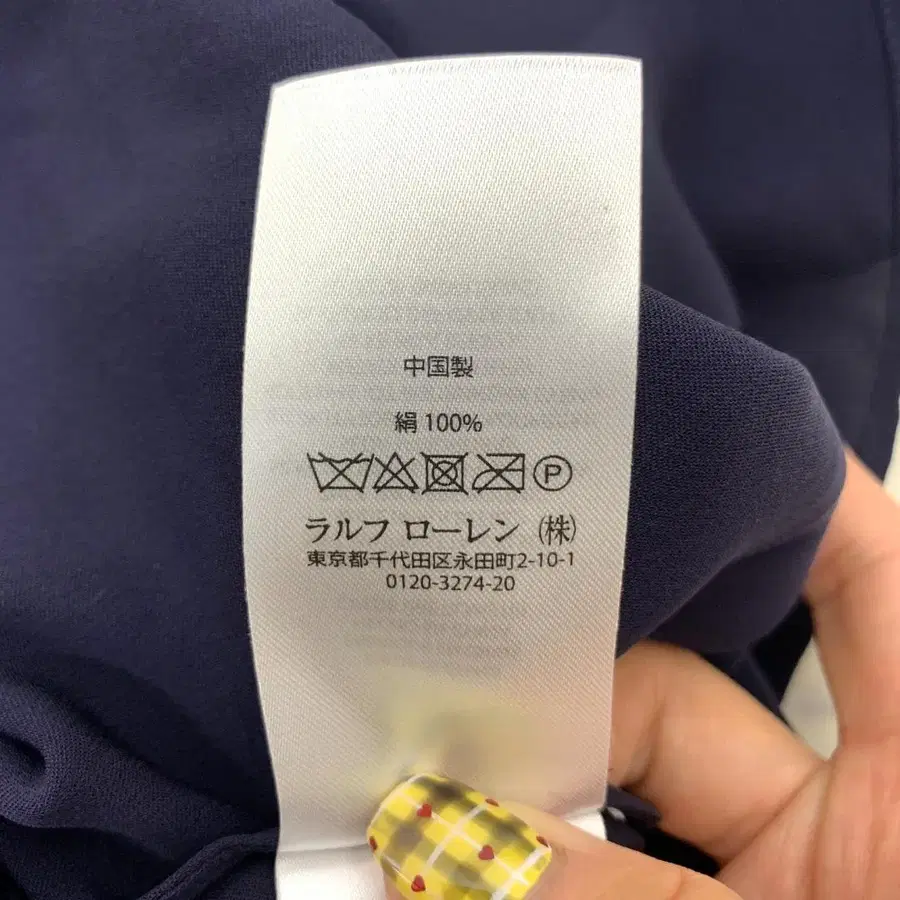 中国製
絹 100%
P
ラルフ ローレン (株)
東京都千代田区永田町2-10-1
0120-3274-20